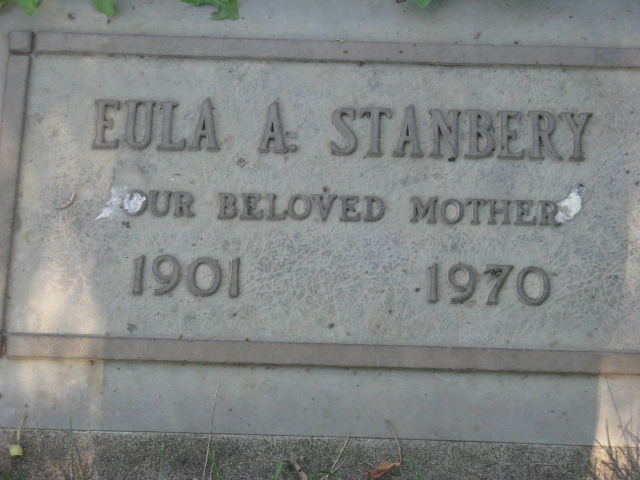 EULA A. STANBERY
OUR BELOVED MOTHER
1901 1970